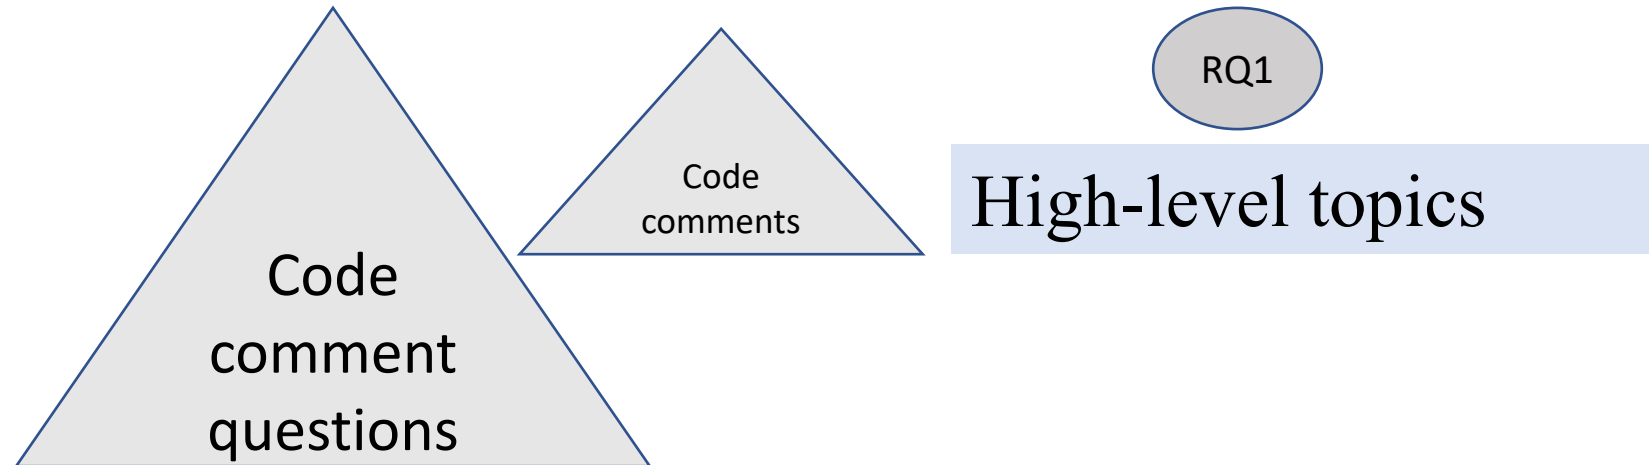 Code
comment
questions
Code
comments
RQ1
High-level topics